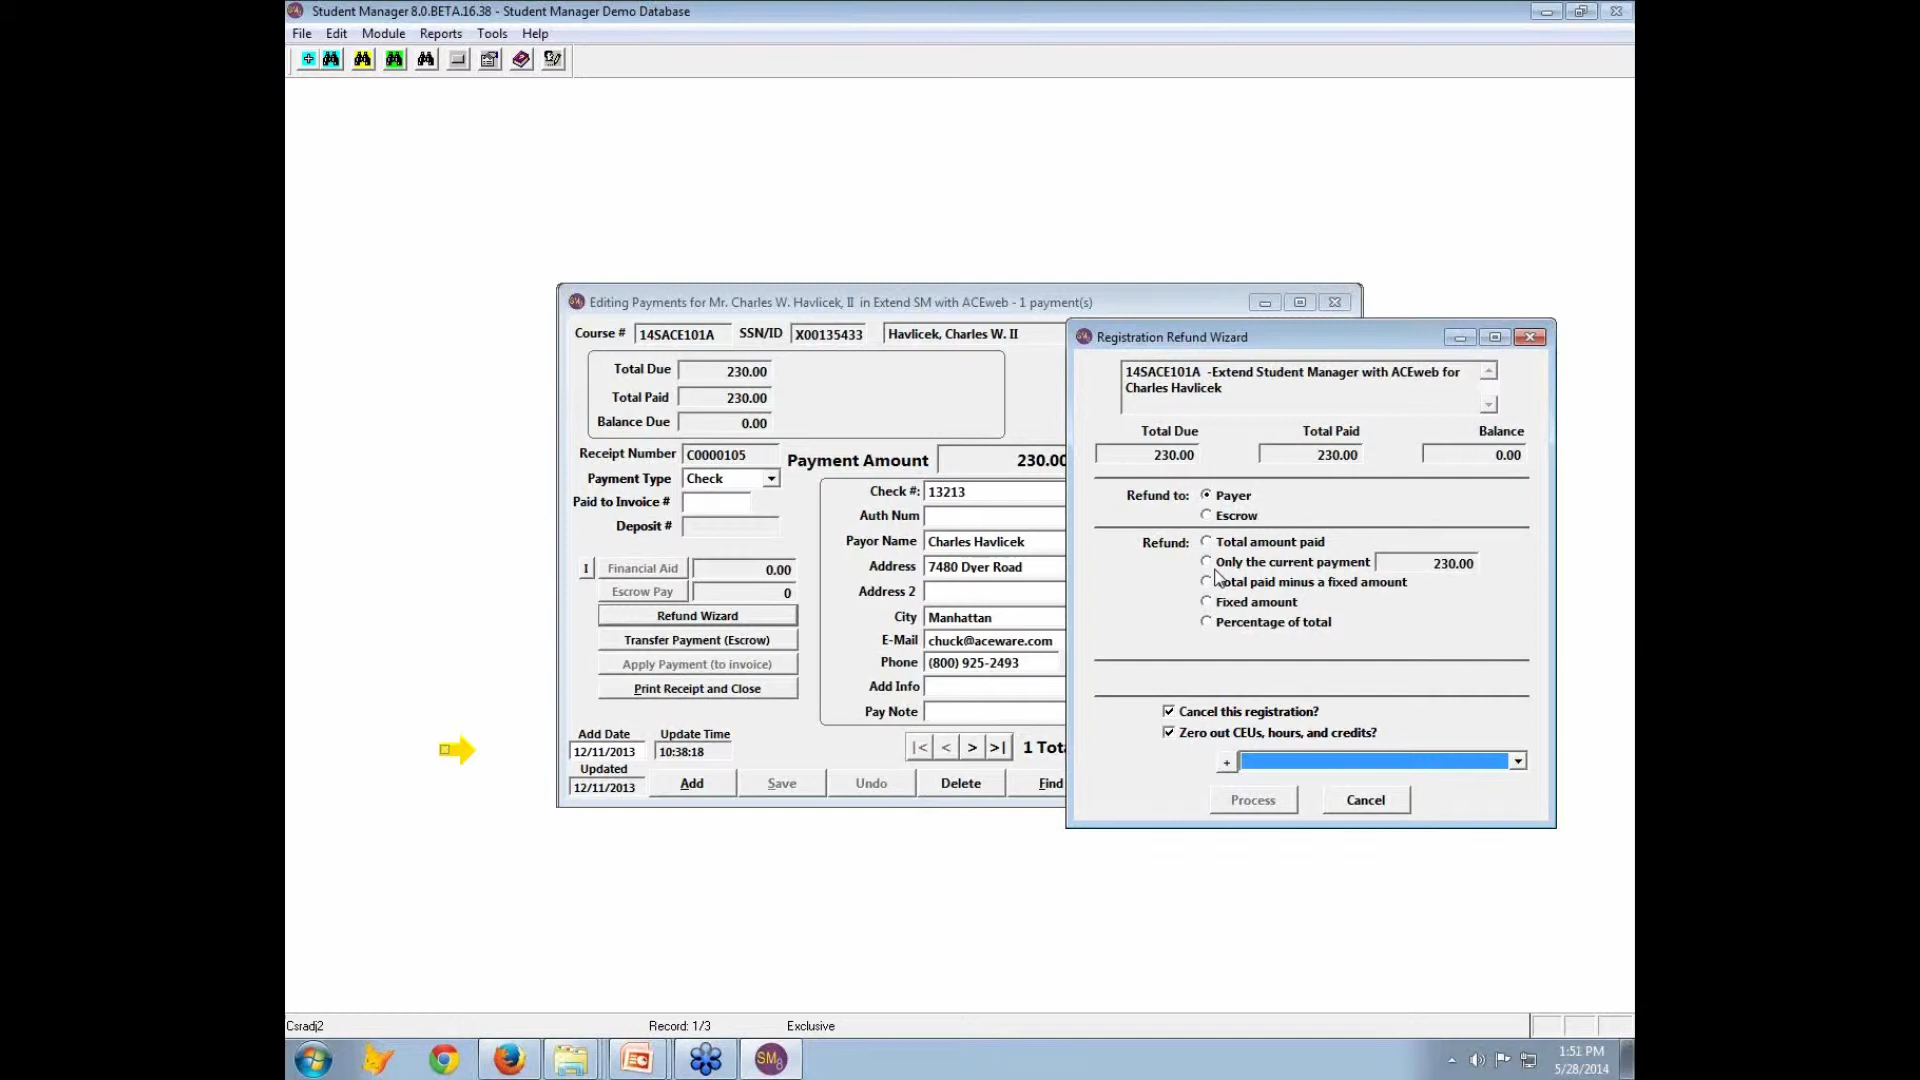 Student Manager 8.0.BETA.16.38 - Student Manager Demo Database
File Edit Module Reports Tools Help
Editing Payments for Mr. Charles W. Havlicek, II in Extend SM with ACEweb - 1 payment(s)
Course # 14SACE101A SSN/ID X00135433 Havlicek, Charles W. II
Total Due 230.00
Total Paid 230.00
Balance Due 0.00
Receipt Number C0000105 Payment Amount 230.00
Payment Type Check
Paid to Invoice #
Deposit #
Check #: 13213
Auth Num
Payor Name Charles Havlicek
Address 7480 Dyer Road
Address 2
City Manhattan
E-Mail chuck@aceware.com
Phone (800) 925-2493
Add Info
Pay Note
I Financial Aid 0.00
Escrow Pay 0
Refund Wizard
Transfer Payment (Escrow)
Apply Payment (to invoice)
Print Receipt and Close
Add Date Update Time
12/11/2013 10:38:18
Updated
12/11/2013
|< < > >| 1 Tot
Add Save Undo Delete Find
Registration Refund Wizard
14SACE101A -Extend Student Manager with ACEweb for
Charles Havlicek
Total Due Total Paid Balance
230.00 230.00 0.00
Refund to: Payer
Escrow
Refund: Total amount paid
Only the current payment 230.00
otal paid minus a fixed amount
Fixed amount
Percentage of total
Cancel this registration?
Zero out CEUs, hours, and credits?
+
Process Cancel
Csradj2 Record: 1/3 Exclusive
SM8
1:51 PM
5/28/2014